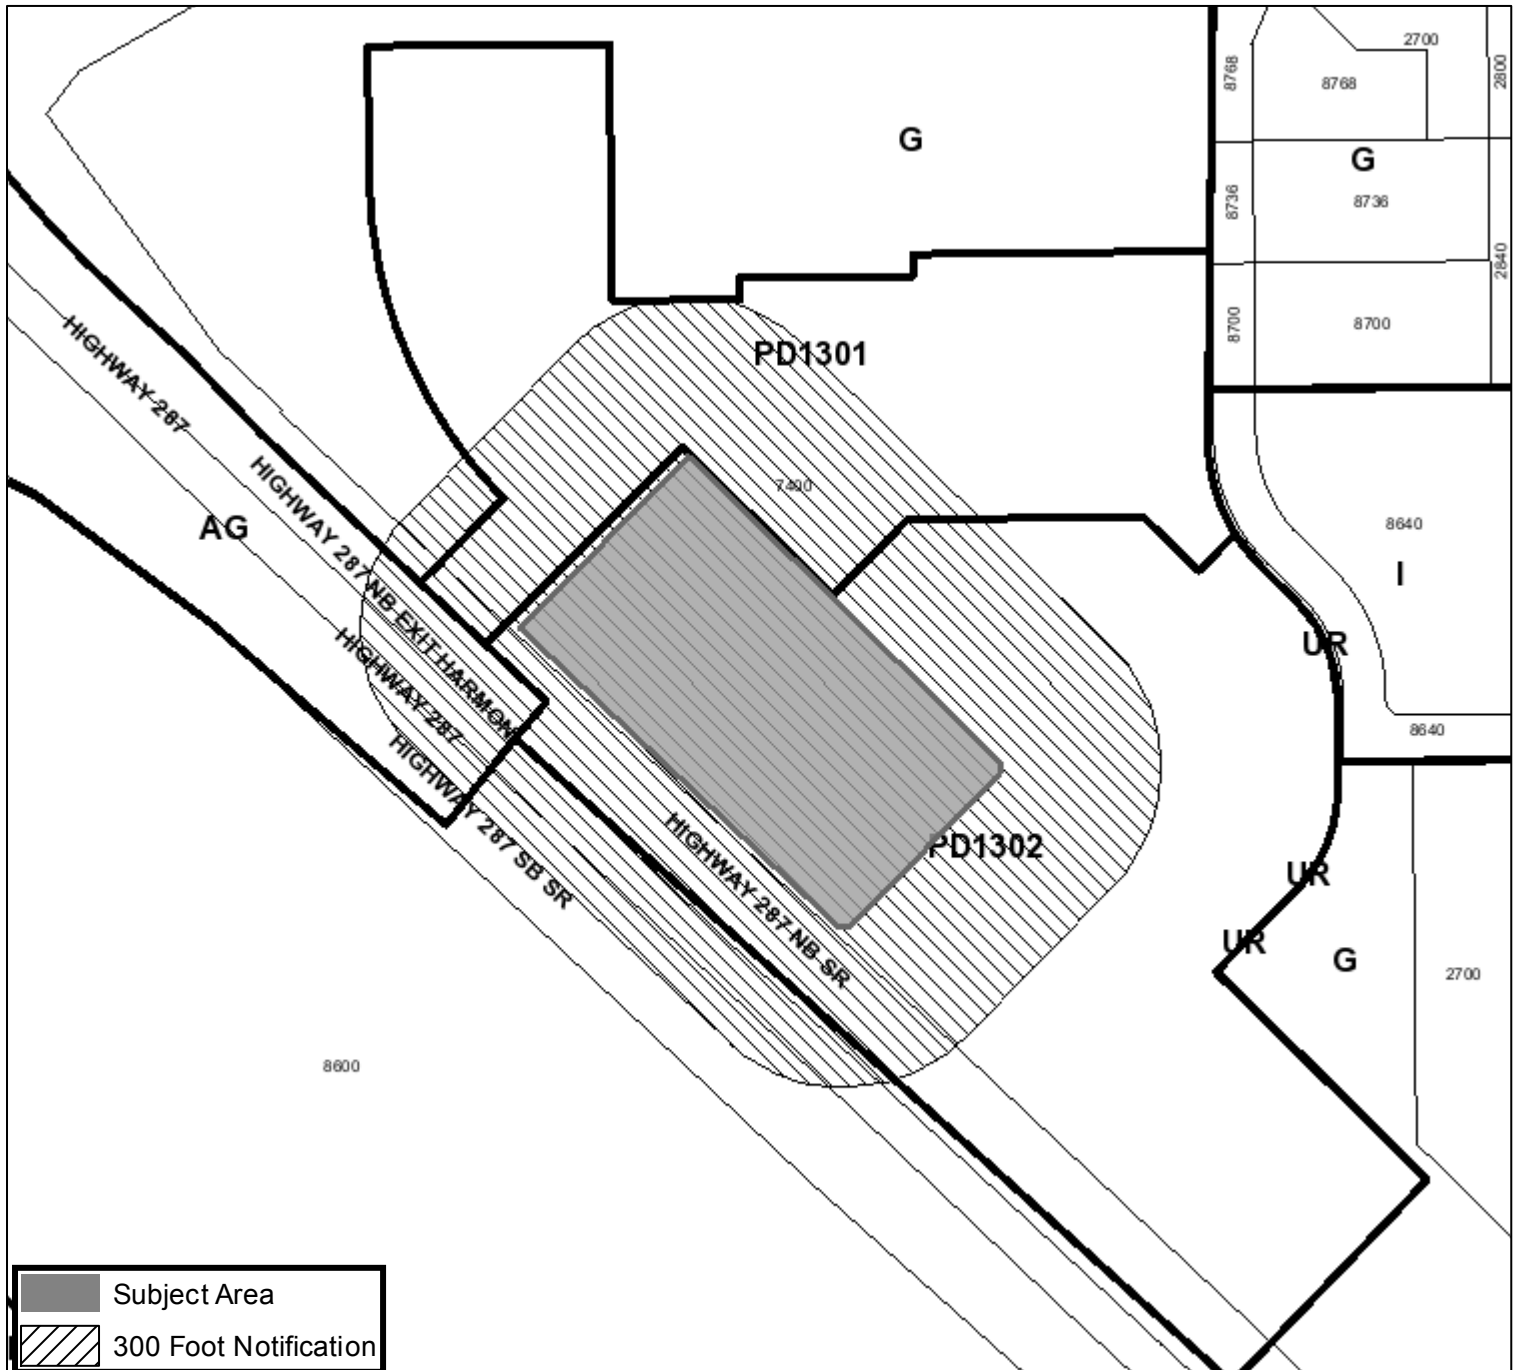 2700
8768
8768
2800
G
G
8736
8736
2840
8700
8700
HIGHWAY 287
PD1301
7400
HIGHWAY 287 NB EXIT HARMON
AG
8640
I
HIGHWAY 287
UR
8640
HIGHWAY 287 SB SR
HIGHWAY 287 NB SR
PD1302
UR
UR
G
2700
8600
Subject Area
300 Foot Notification